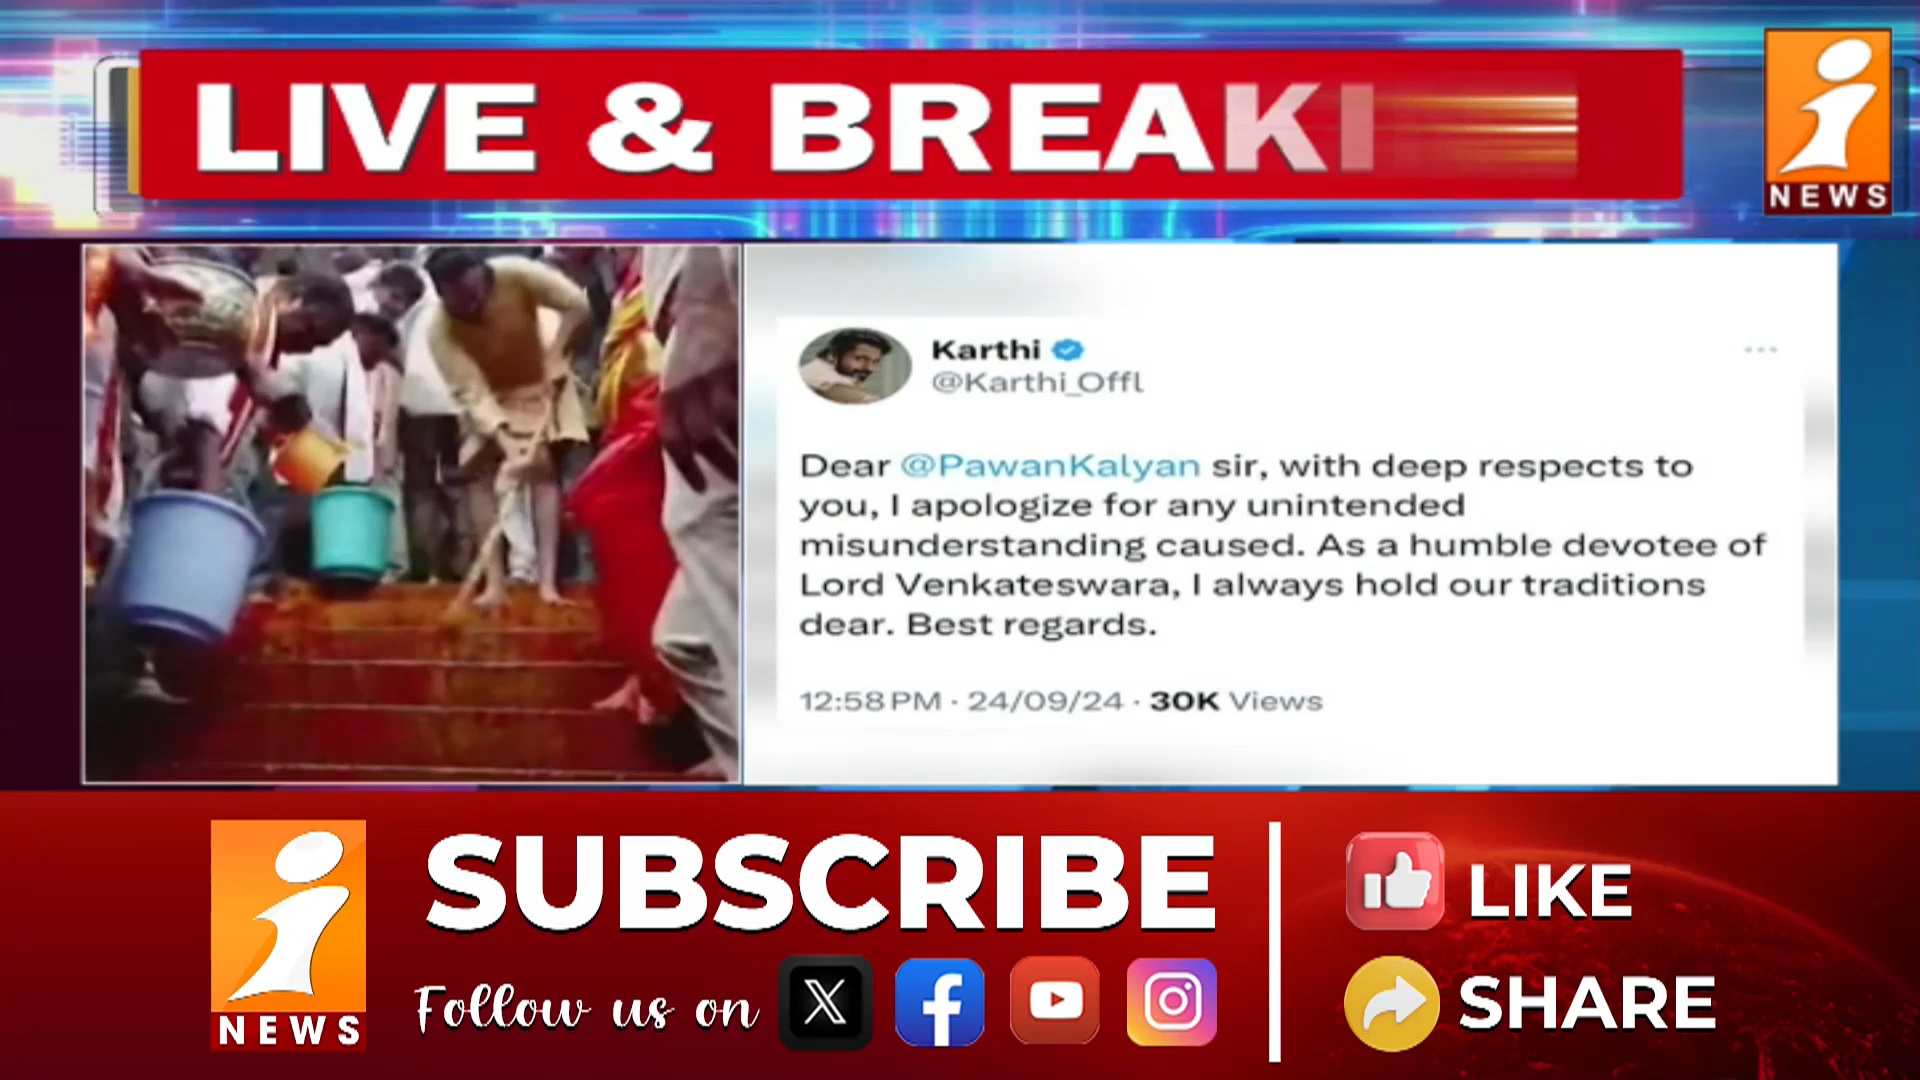 LIVE & BREAKI
i
NEWS
Karthi
@Karthi_Offl
Dear @PawanKalyan sir, with deep respects to
you, I apologize for any unintended
misunderstanding caused. As a humble devotee of
Lord Venkateswara, I always hold our traditions
dear. Best regards.
12:58 PM · 24/09/24 · 30K Views
i
NEWS
SUBSCRIBE
Follow us on
LIKE
SHARE